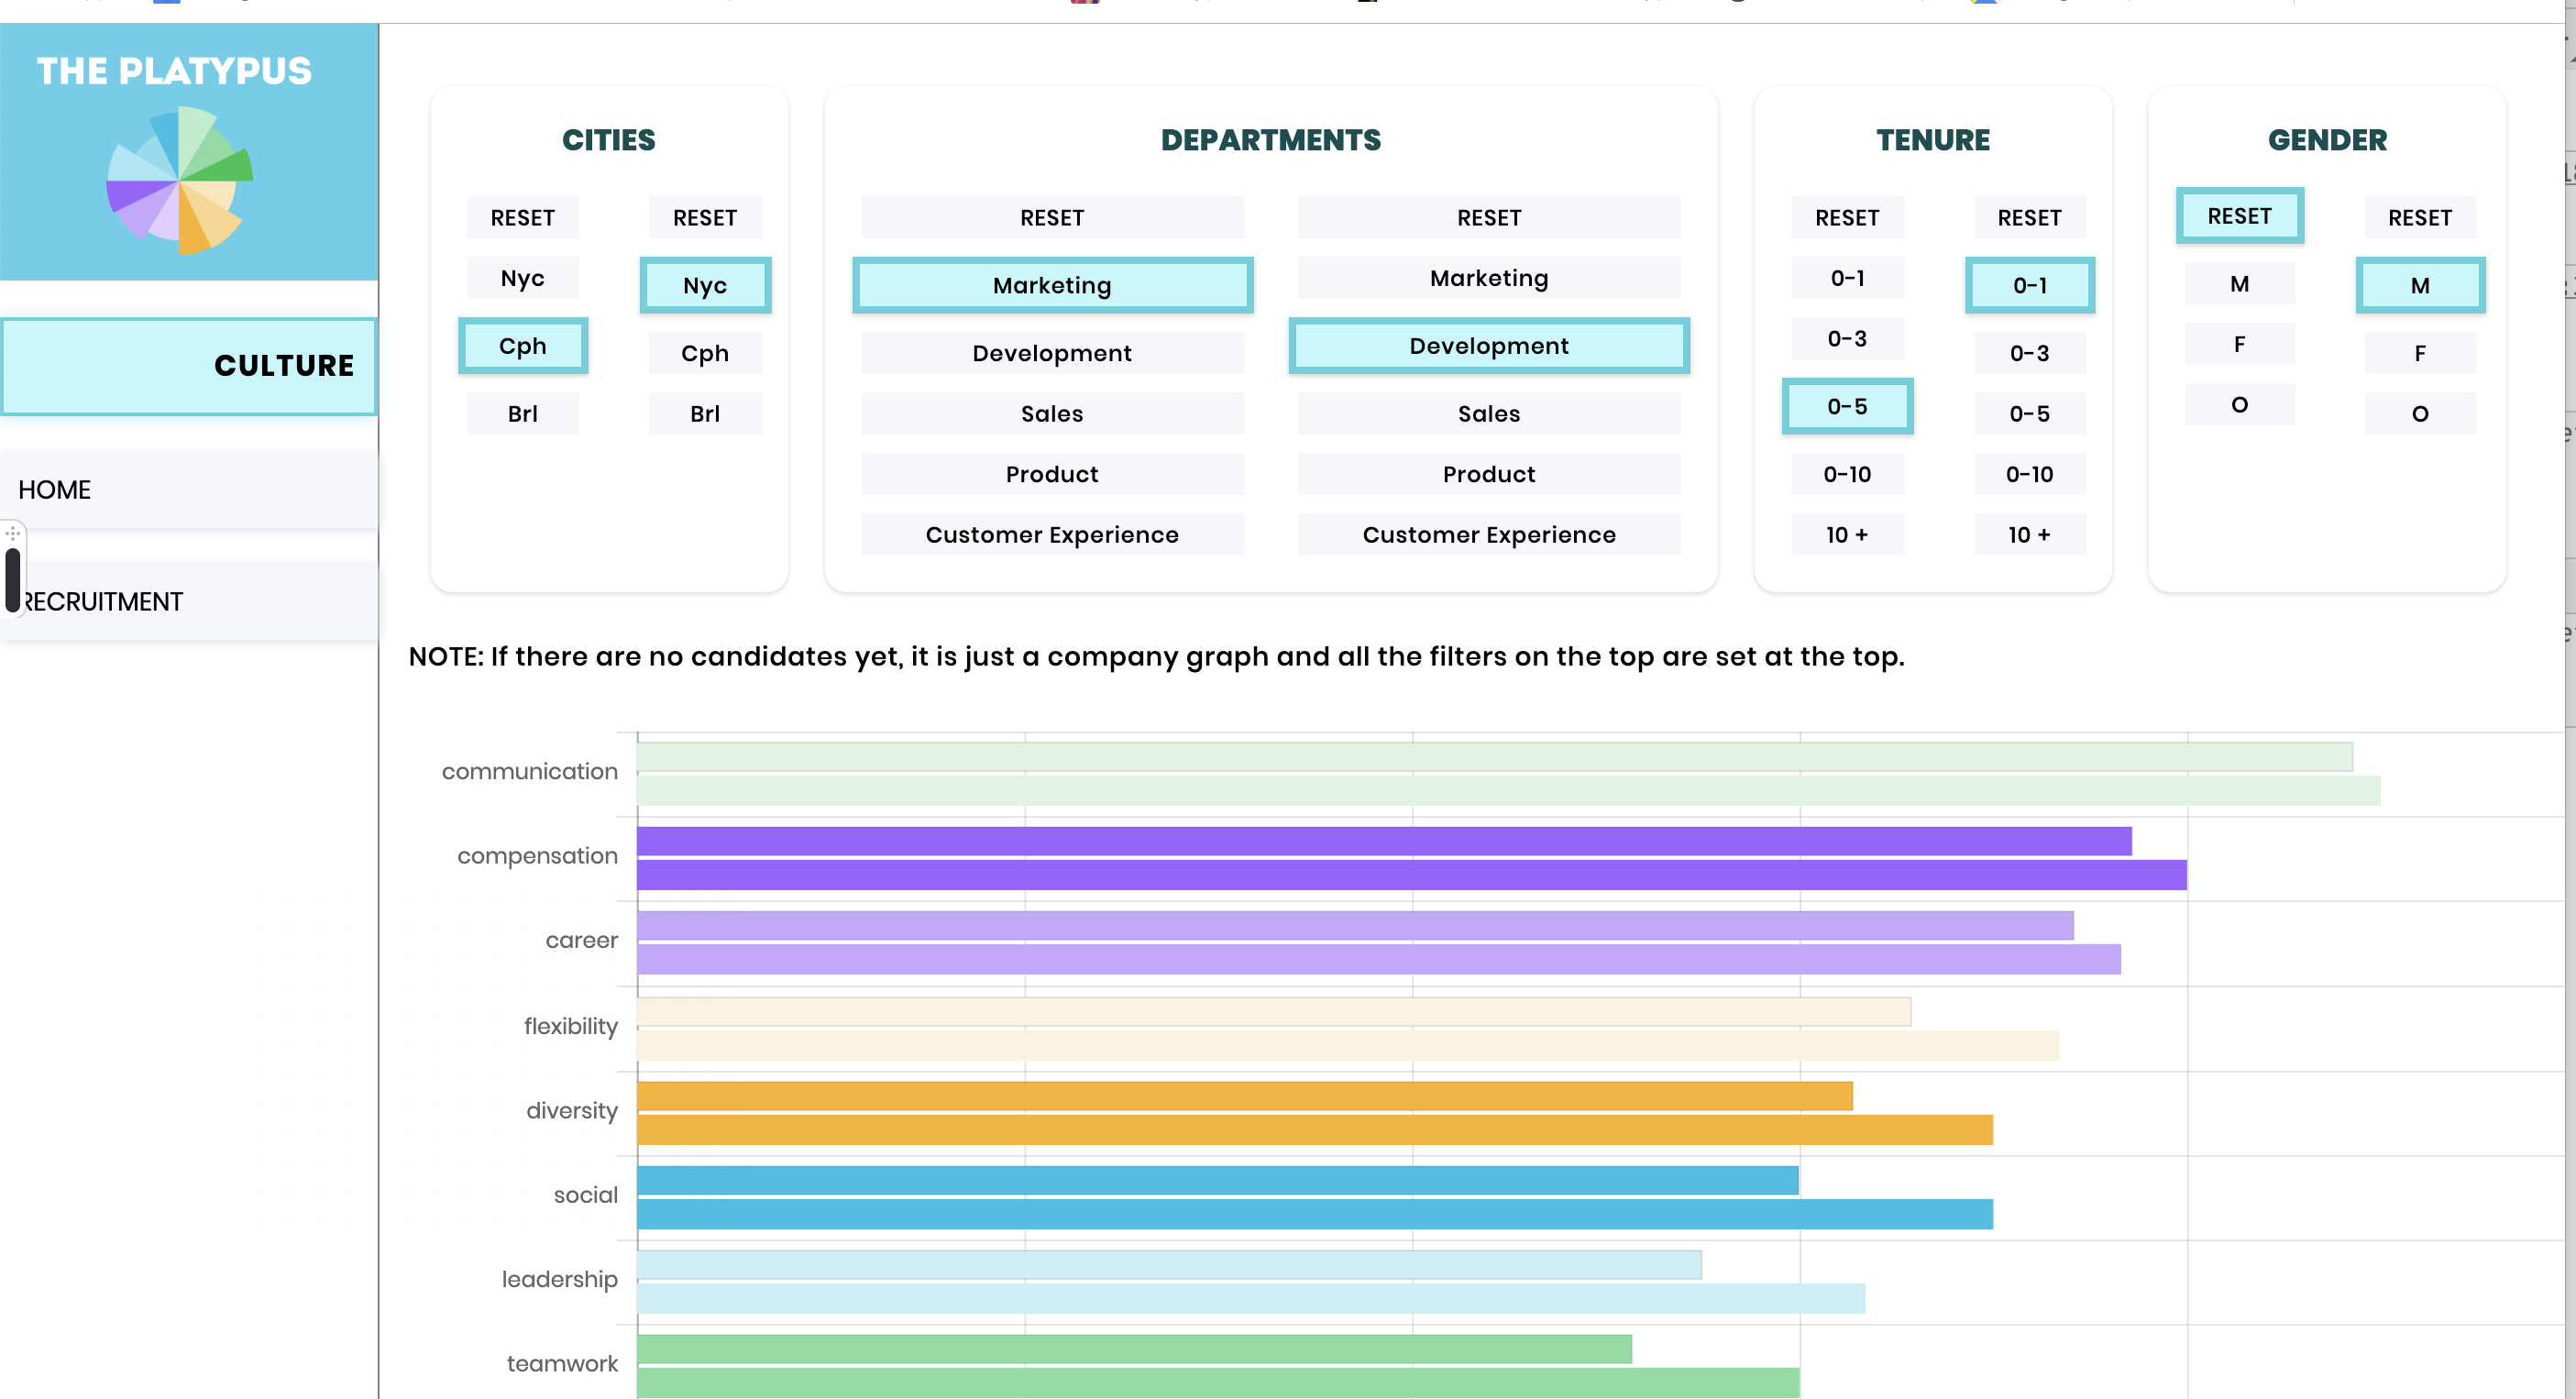 THE PLATYPUS
CULTURE
HOME
RECRUITMENT
CITIES
RESET RESET
Nyc Nyc
Cph Cph
Brl Brl
DEPARTMENTS
RESET RESET
Marketing Marketing
Development Development
Sales Sales
Product Product
Customer Experience Customer Experience
TENURE
RESET RESET
0-1 0-1
0-3 0-3
0-5 0-5
0-10 0-10
10 + 10 +
GENDER
RESET RESET
M M
F F
O O
NOTE: If there are no candidates yet, it is just a company graph and all the filters on the top are set at the top.
communication
compensation
career
flexibility
diversity
social
leadership
teamwork